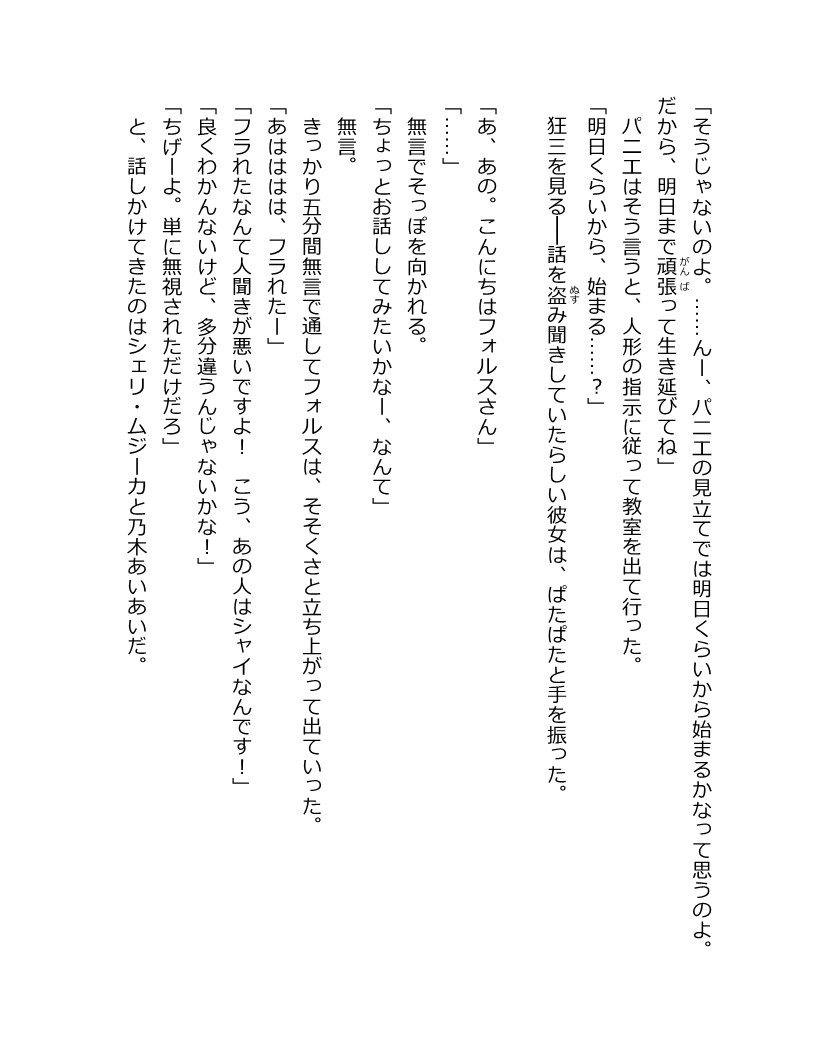 「そうじゃないのよ。……んー、パニエの見立てでは明日くらいから始まるかなって思うのよ。
だから、明日まで頑張って生き延びてね」
パニエはそう言うと、人形の指示に従って教室を出て行った。
「明日くらいから、始まる……？」
狂三を見る──話を盗み聞きしていたらしい彼女は、ぱたぱたと手を振った。
「あ、あの。こんにちはフォルスさん」
「……」
無言でそっぽを向かれる。
「ちょっとお話ししてみたいかなー、なんて」
無言。
きっかり五分間無言で通してフォルスは、そそくさと立ち上がって出ていった。
「あはははは、フラれたー」
「フラれたなんて人聞きが悪いですよ！　こう、あの人はシャイなんです！」
「良くわかんないけど、多分違うんじゃないかな！」
「ちげーよ。単に無視されただけだろ」
と、話しかけてきたのはシェリ・ムジーカと乃木あいあいだ。